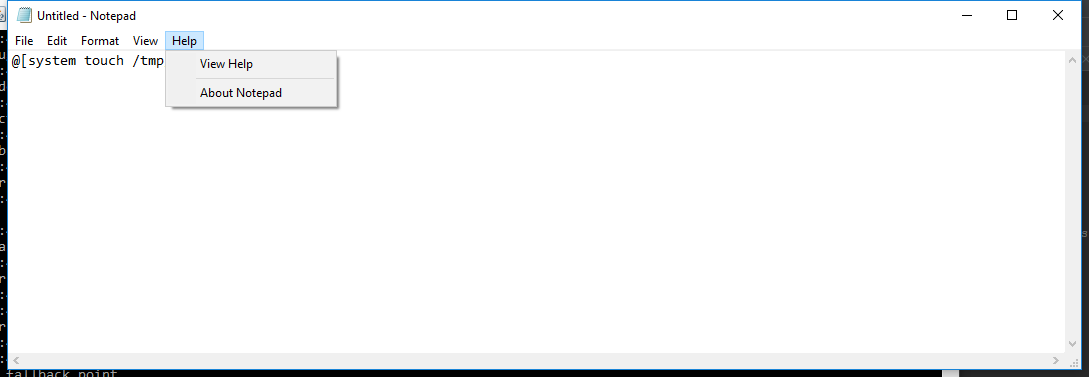 Untitled - Notepad
File Edit Format View Help
@[system touch /tmp
View Help
About Notepad
fallback point